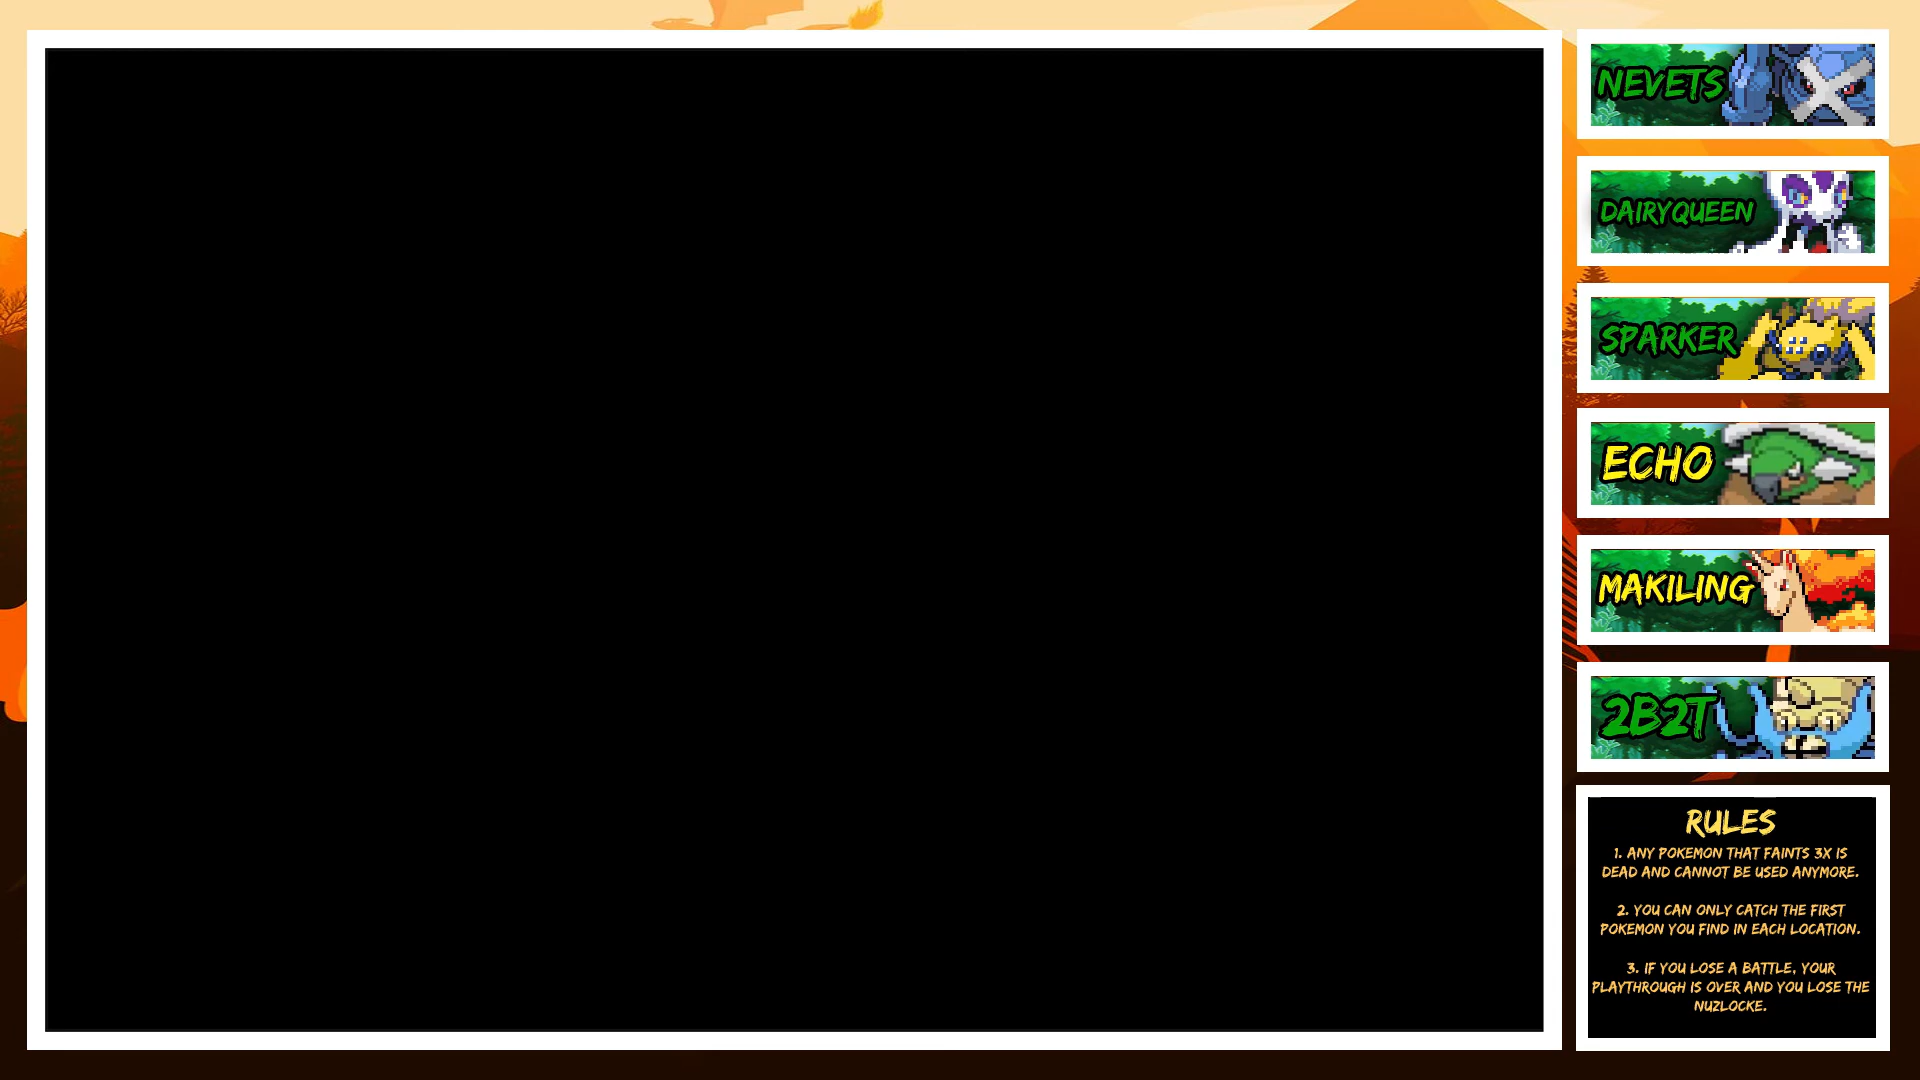 NEVETS
DAIRYQUEEN
SPARKER
ECHO
MAKILING
2B2T
RULES
1. ANY POKEMON THAT FAINTS 3X IS
DEAD AND CANNOT BE USED ANYMORE.
2. YOU CAN ONLY CATCH THE FIRST
POKEMON YOU FIND IN EACH LOCATION.
3. IF YOU LOSE A BATTLE, YOUR
PLAYTHROUGH IS OVER AND YOU LOSE THE
NUZLOCKE.